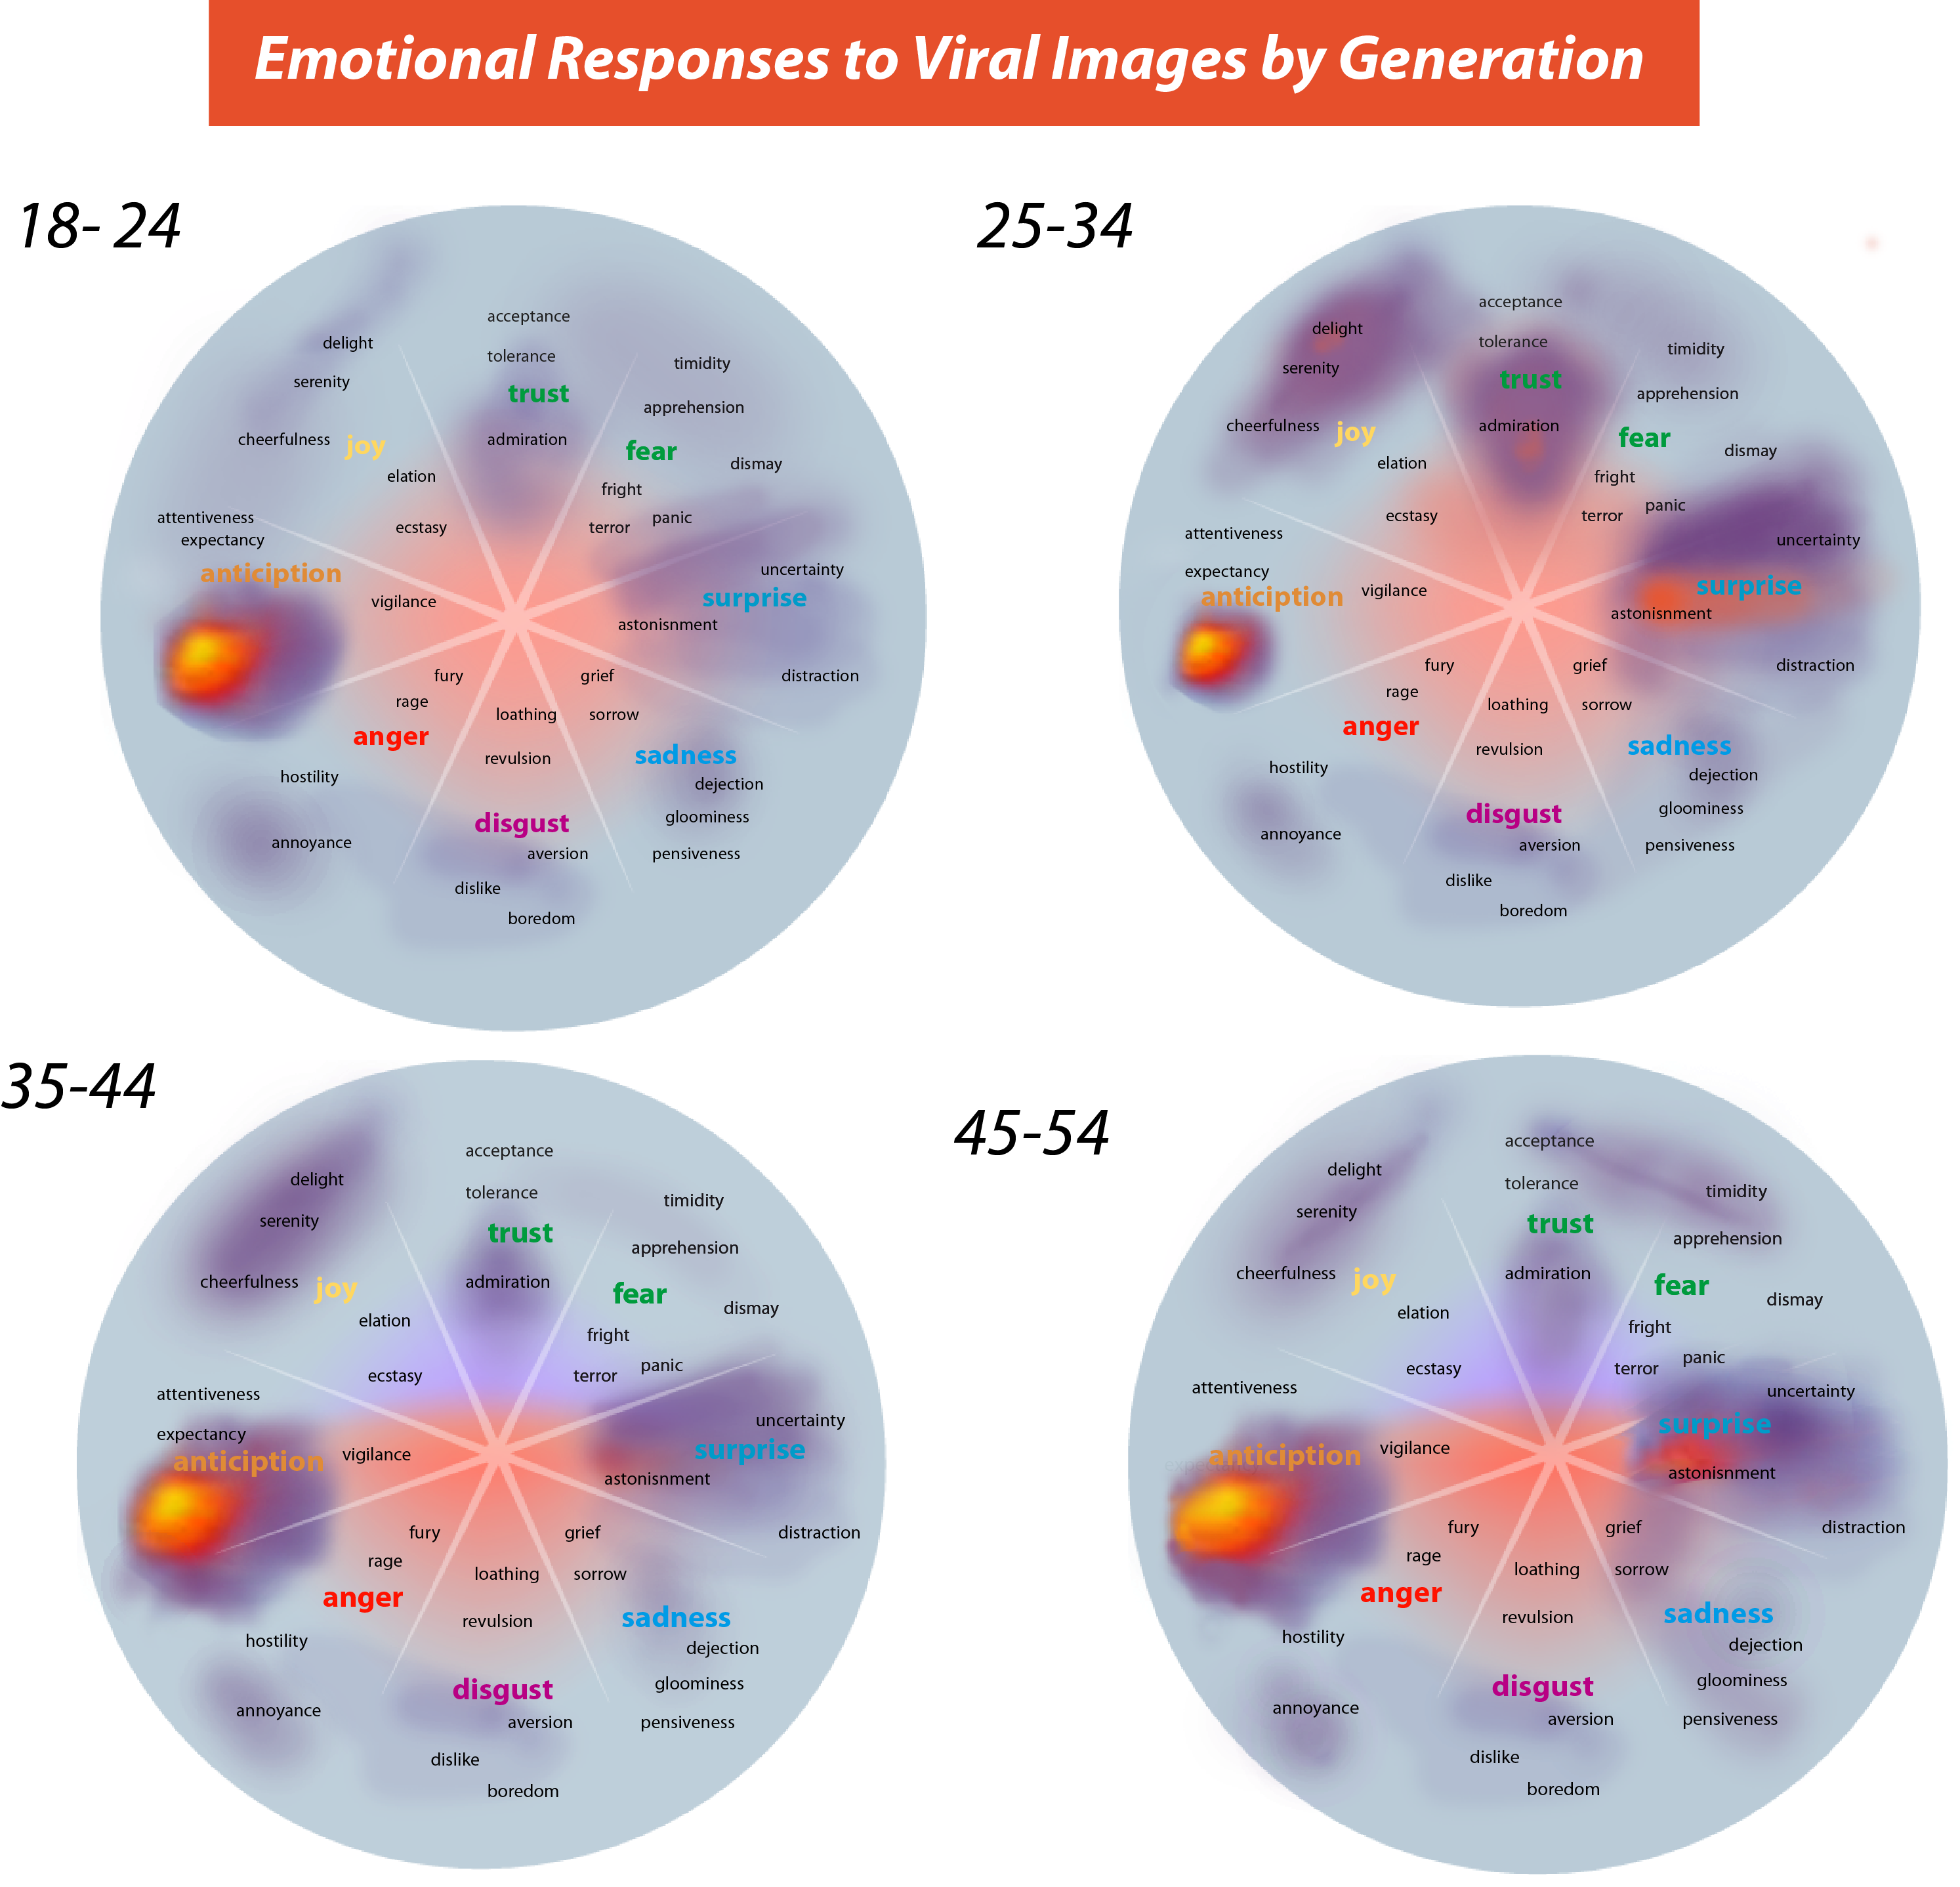 Emotional Responses to Viral Images by Generation
18- 24
acceptance
delight
tolerance
timidity
serenity
trust
apprehension
cheerfulness
joy
admiration
fear
dismay
elation
fright
attentiveness
ecstasy
terror
panic
expectancy
anticiption
uncertainty
vigilance
surprise
astonisnment
fury
grief
distraction
rage
loathing
sorrow
anger
revulsion
sadness
hostility
dejection
disgust
gloominess
annoyance
aversion
pensiveness
dislike
boredom
25-34
acceptance
delight
tolerance
timidity
serenity
trust
apprehension
cheerfulness
joy
admiration
fear
dismay
elation
fright
ecstasy
terror
panic
attentiveness
uncertainty
expectancy
anticiption
vigilance
surprise
astonisnment
fury
grief
distraction
rage
loathing
sorrow
anger
revulsion
sadness
hostility
dejection
disgust
gloominess
annoyance
aversion
pensiveness
dislike
boredom
35-44
acceptance
delight
tolerance
timidity
serenity
trust
apprehension
cheerfulness
joy
admiration
fear
dismay
elation
fright
ecstasy
terror
panic
attentiveness
uncertainty
expectancy
anticiption
vigilance
surprise
astonisnment
fury
grief
distraction
rage
loathing
sorrow
anger
revulsion
sadness
hostility
dejection
disgust
gloominess
annoyance
aversion
pensiveness
dislike
boredom
45-54
acceptance
delight
tolerance
timidity
serenity
trust
apprehension
cheerfulness
joy
admiration
fear
dismay
elation
fright
ecstasy
terror
panic
attentiveness
uncertainty
anticiption
vigilance
surprise
astonisnment
fury
grief
distraction
rage
loathing
sorrow
anger
revulsion
sadness
hostility
dejection
disgust
gloominess
annoyance
aversion
pensiveness
dislike
boredom